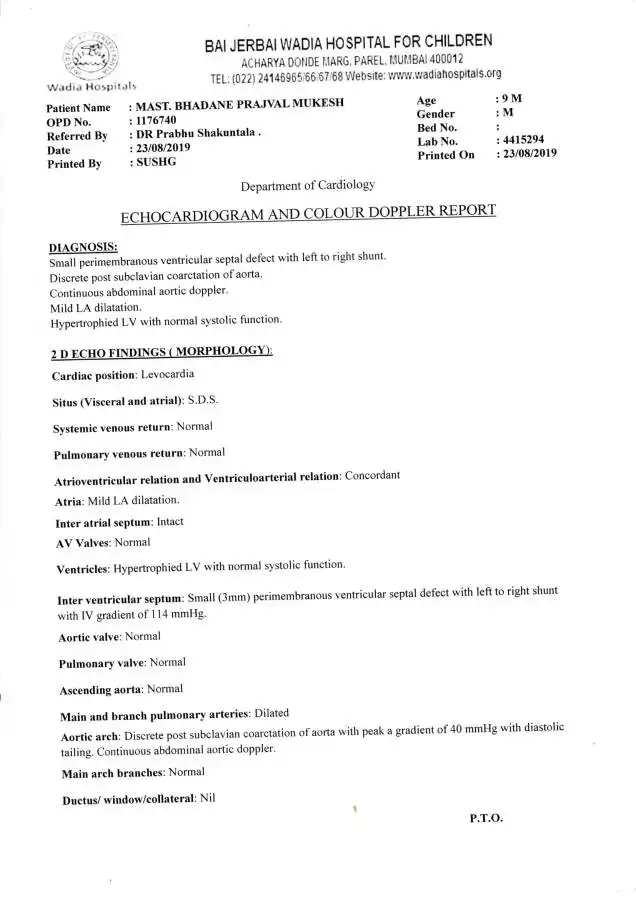 BAI JERBAI WADIA HOSPITAL FOR CHILDREN
ACHARYA DONDE MARG, PAREL, MUMBAI 400012
TEL: (022) 24146965/66/67/68 Website: www.wadiahospitals.org
Wadia Hospitals
Patient Name : MAST. BHADANE PRAJVAL MUKESH Age : 9 M
OPD No. : 1176740 Gender : M
Referred By : DR Prabhu Shakuntala . Bed No. :
Date : 23/08/2019 Lab No. : 4415294
Printed By : SUSHG Printed On : 23/08/2019
Department of Cardiology
ECHOCARDIOGRAM AND COLOUR DOPPLER REPORT
DIAGNOSIS:
Small perimembranous ventricular septal defect with left to right shunt.
Discrete post subclavian coarctation of aorta.
Continuous abdominal aortic doppler.
Mild LA dilatation.
Hypertrophied LV with normal systolic function.
2 D ECHO FINDINGS ( MORPHOLOGY):
Cardiac position: Levocardia
Situs (Visceral and atrial): S.D.S.
Systemic venous return: Normal
Pulmonary venous return: Normal
Atrioventricular relation and Ventriculoarterial relation: Concordant
Atria: Mild LA dilatation.
Inter atrial septum: Intact
AV Valves: Normal
Ventricles: Hypertrophied LV with normal systolic function.
Inter ventricular septum: Small (3mm) perimembranous ventricular septal defect with left to right shunt
with IV gradient of 114 mmHg.
Aortic valve: Normal
Pulmonary valve: Normal
Ascending aorta: Normal
Main and branch pulmonary arteries: Dilated
Aortic arch: Discrete post subclavian coarctation of aorta with peak a gradient of 40 mmHg with diastolic
tailing. Continuous abdominal aortic doppler.
Main arch branches: Normal
Ductus/ window/collateral: Nil
P.T.O.